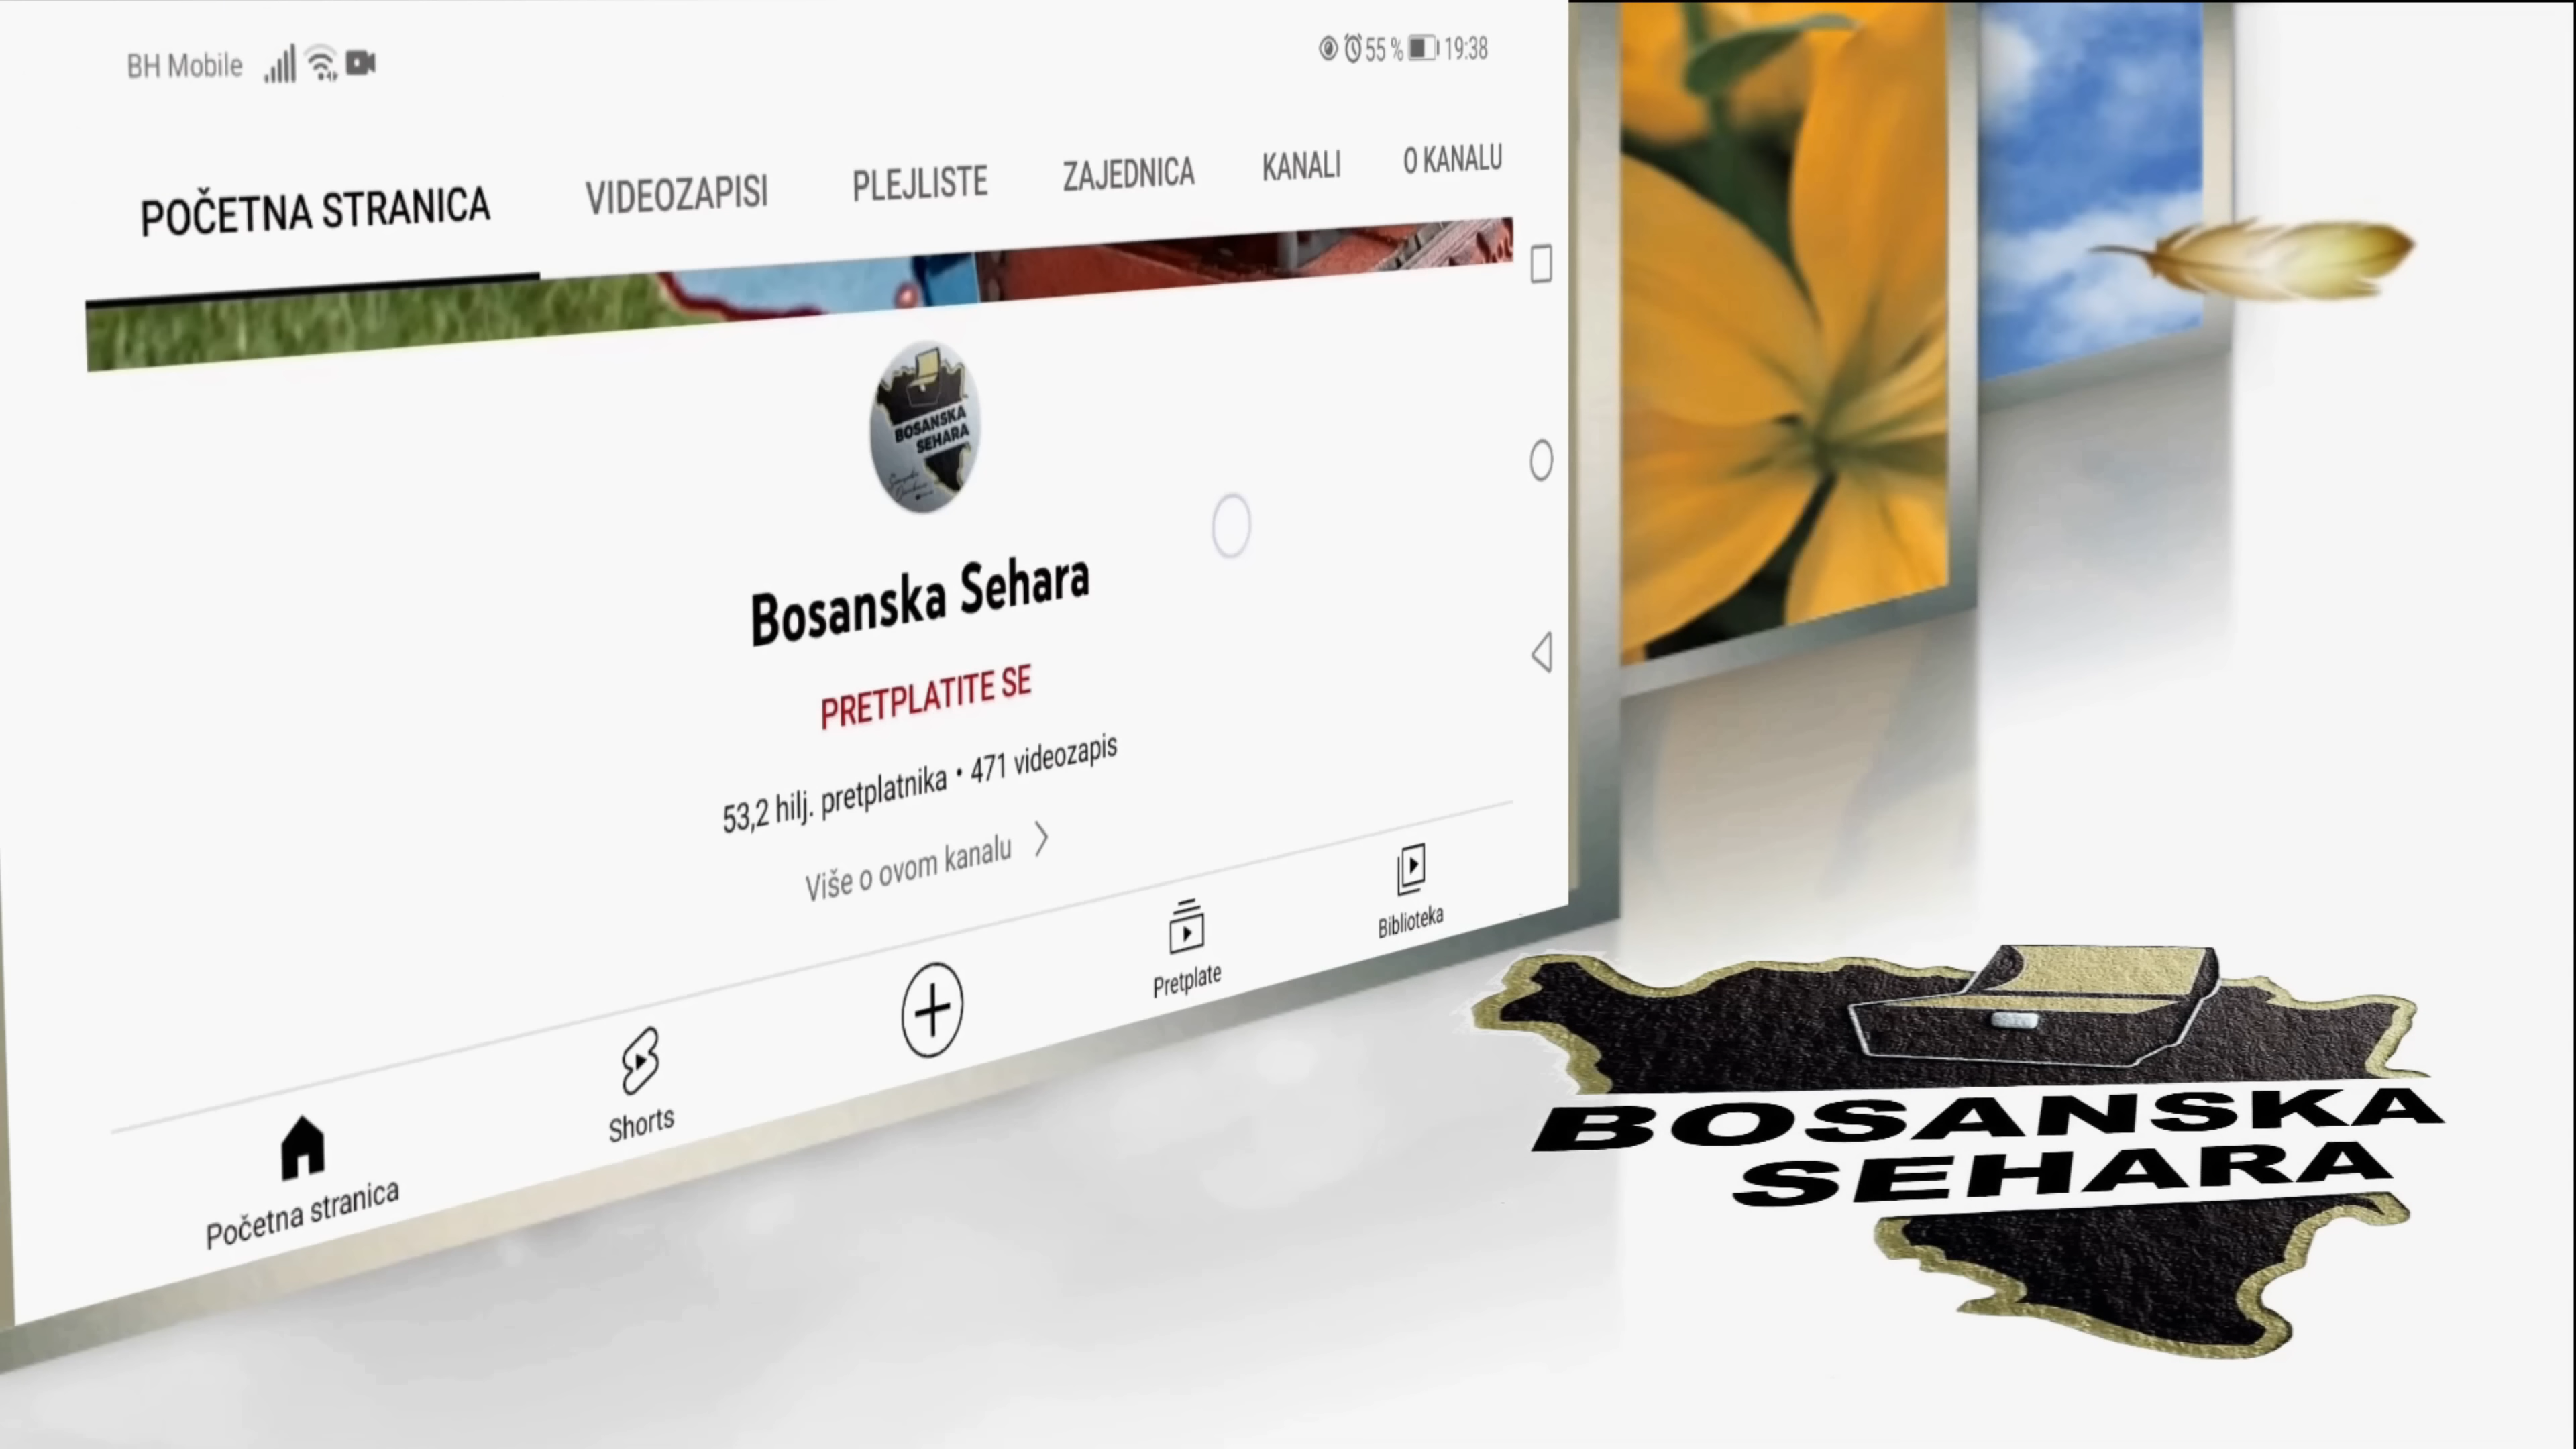 BH Mobile
55 % 19:38
POČETNA STRANICA VIDEOZAPISI PLEJLISTE ZAJEDNICA KANALI O KANALU
BOSANSKA
SEHARA
Bosanska Sehara
PRETPLATITE SE
53,2 hilj. pretplatnika • 471 videozapis
Više o ovom kanalu
Početna stranica
Shorts
Pretplate
Biblioteka
BOSANSKA
SEHARA